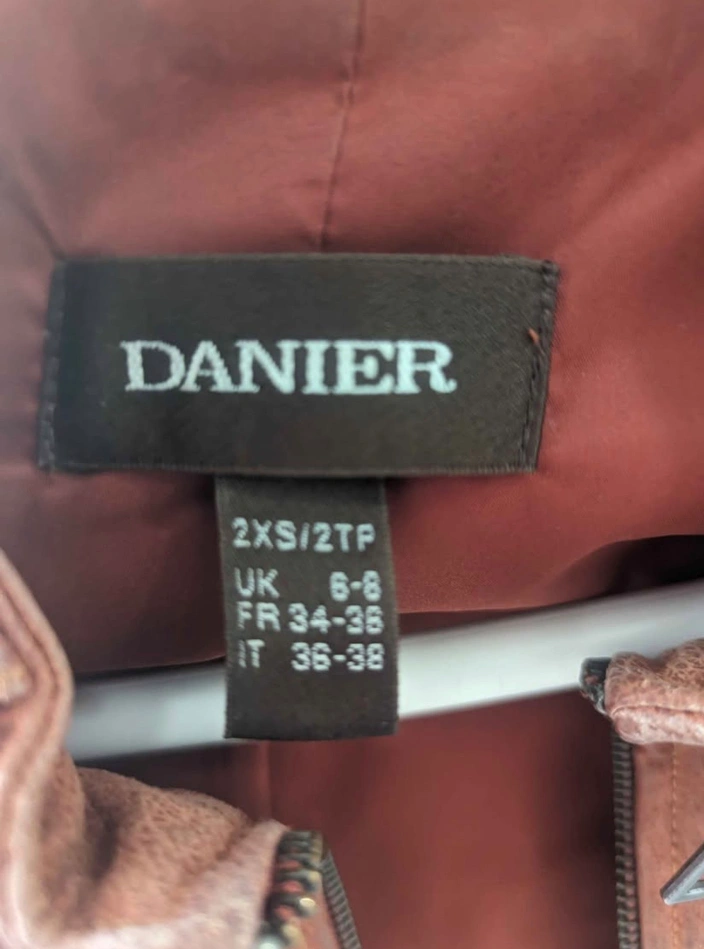 DANIER
2XS/2TP
UK 6-8
FR 34-36
IT 36-38